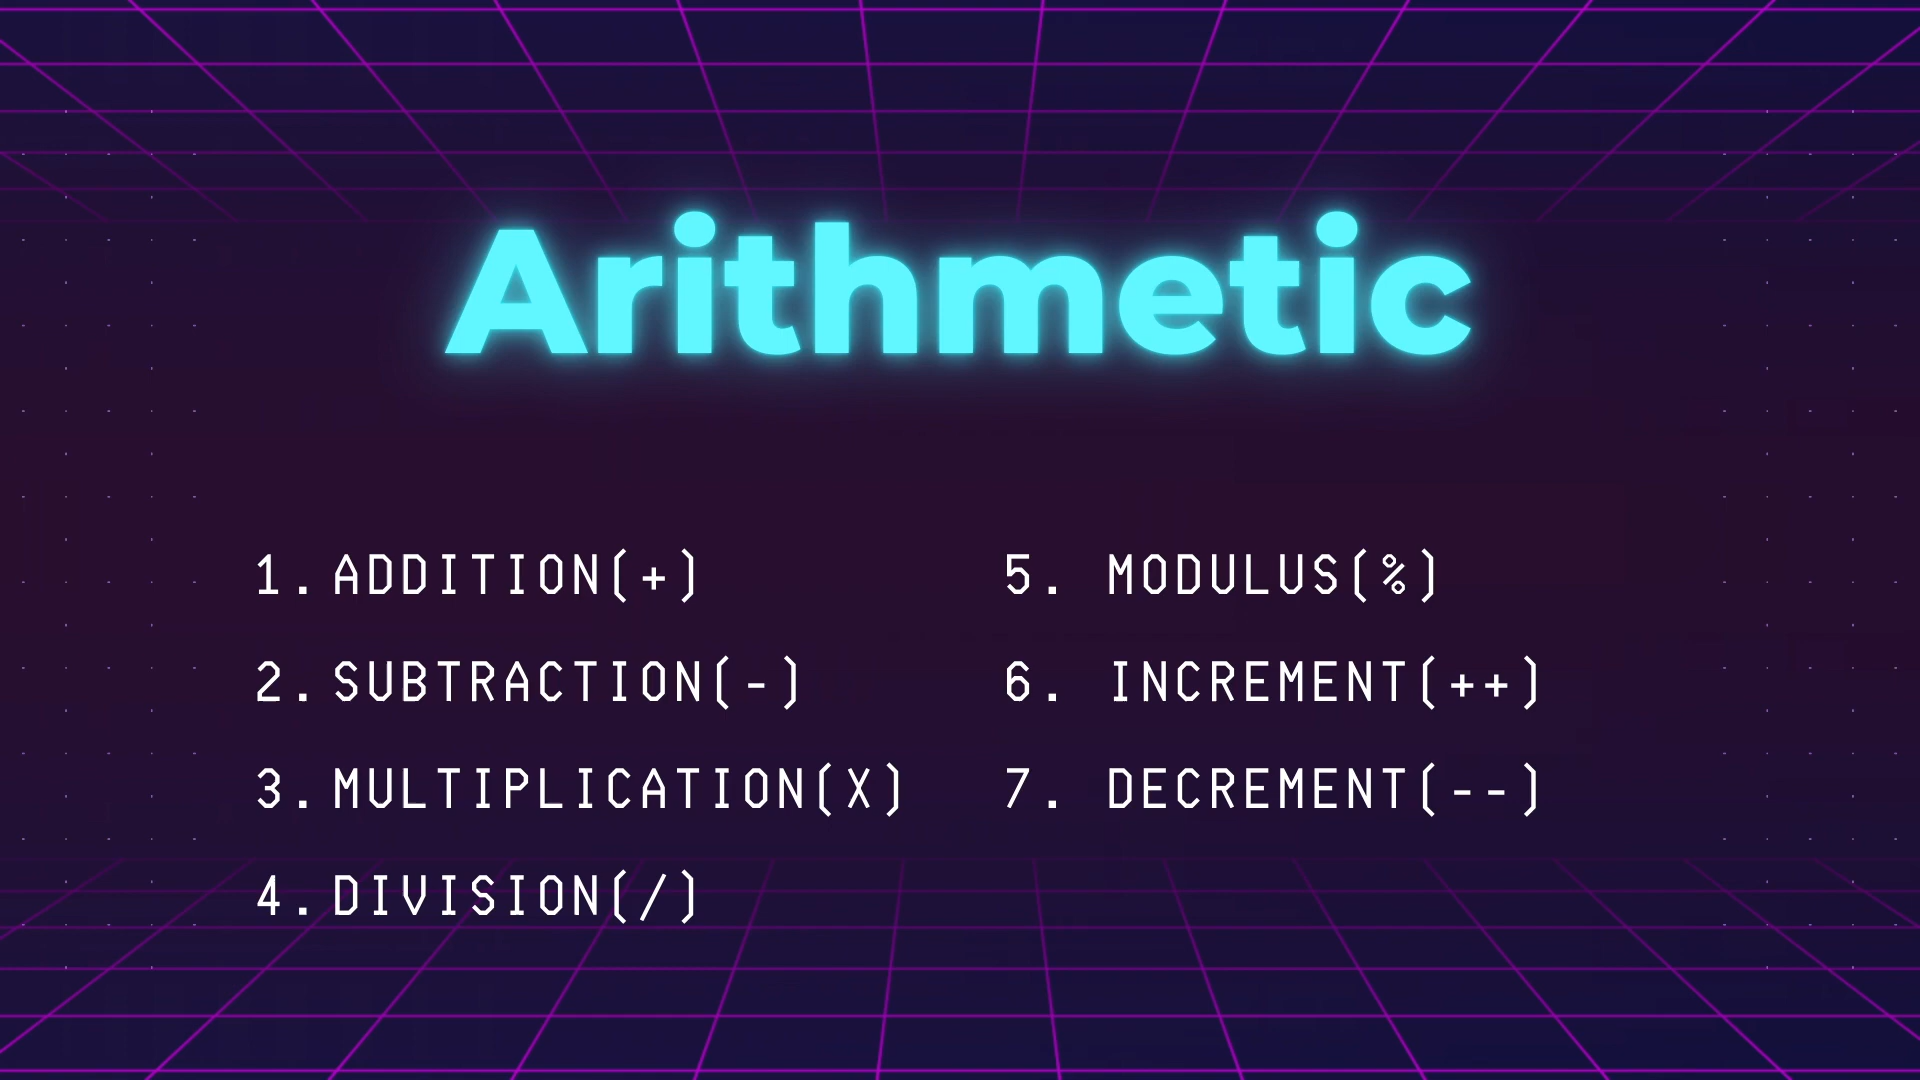 Arithmetic
1.ADDITION(+)
2.SUBTRACTION(-)
3.MULTIPLICATION(X)
4.DIVISION(/)
5. MODULUS(%)
6. INCREMENT(++)
7. DECREMENT(--)